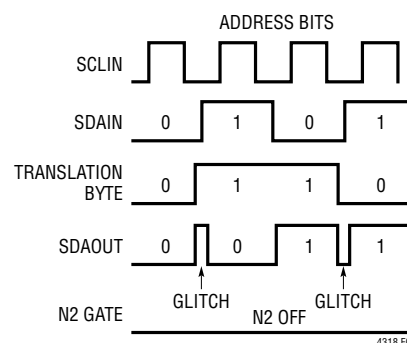 ADDRESS BITS
SCLIN
SDAIN 0 1 0 1
TRANSLATION BYTE 0 1 1 0
SDAOUT 0 0 1 1
GLITCH GLITCH
N2 GATE N2 OFF